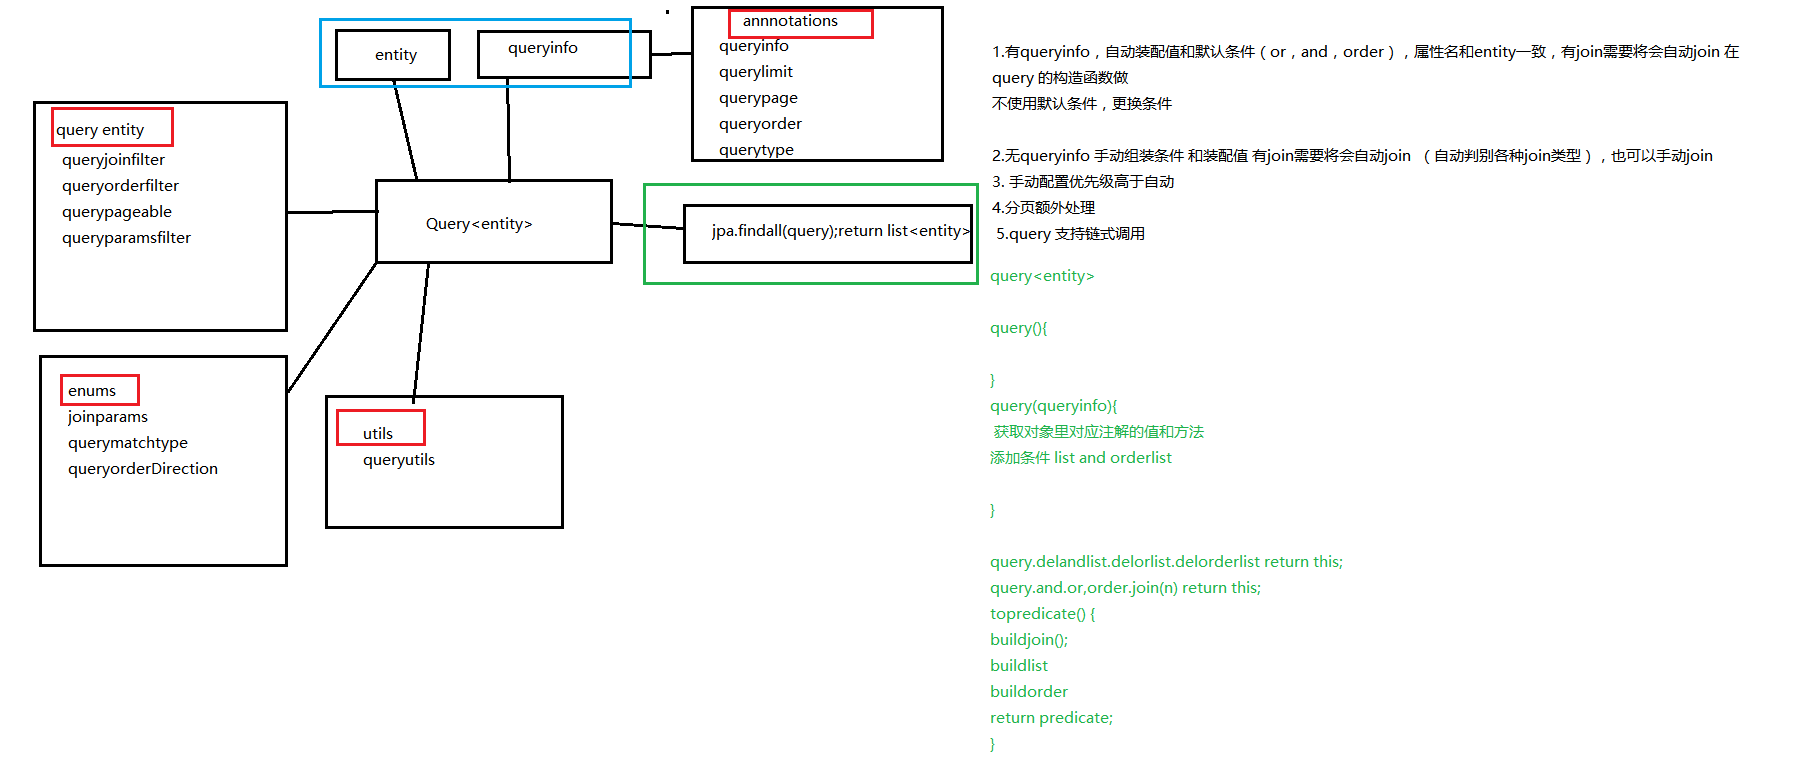 entity
queryinfo
annnotations
queryinfo
querylimit
querypage
queryorder
querytype
query entity
queryjoinfilter
queryorderfilter
querypageable
queryparamsfilter
Query<entity>
jpa.findall(query);return list<entity>
enums
joinparams
querymatchtype
queryorderDirection
utils
queryutils
1.有queryinfo，自动装配值和默认条件（or，and，order），属性名和entity一致，有join需要将会自动join 在
query 的构造函数做
不使用默认条件，更换条件
2.无queryinfo 手动组装条件 和装配值 有join需要将会自动join （自动判别各种join类型），也可以手动join
3. 手动配置优先级高于自动
4.分页额外处理
5.query 支持链式调用
query<entity>
query(){
}
query(queryinfo){
获取对象里对应注解的值和方法
添加条件 list and orderlist
}
query.delandlist.delorlist.delorderlist return this;
query.and.or,order.join(n) return this;
topredicate() {
buildjoin();
buildlist
buildorder
return predicate;
}